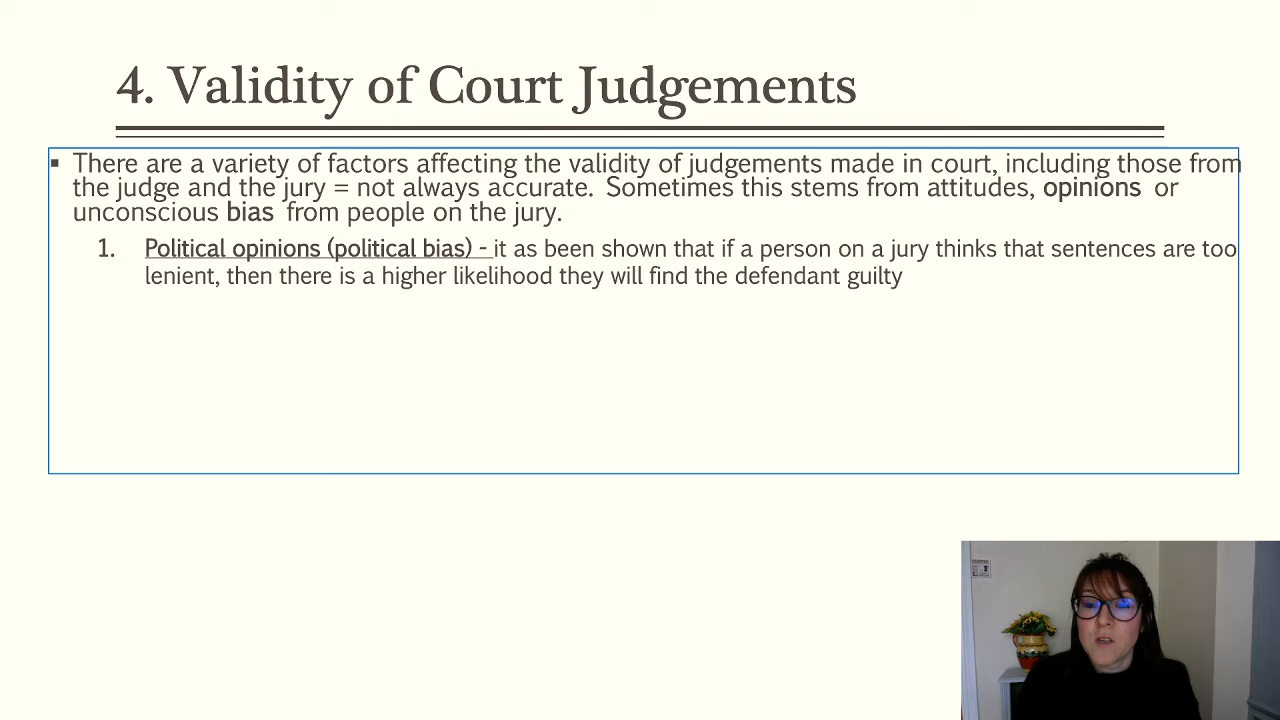 4. Validity of Court Judgements
▪ There are a variety of factors affecting the validity of judgements made in court, including those from
the judge and the jury = not always accurate. Sometimes this stems from attitudes, opinions or
unconscious bias from people on the jury.
1. Political opinions (political bias) - it as been shown that if a person on a jury thinks that sentences are too
lenient, then there is a higher likelihood they will find the defendant guilty